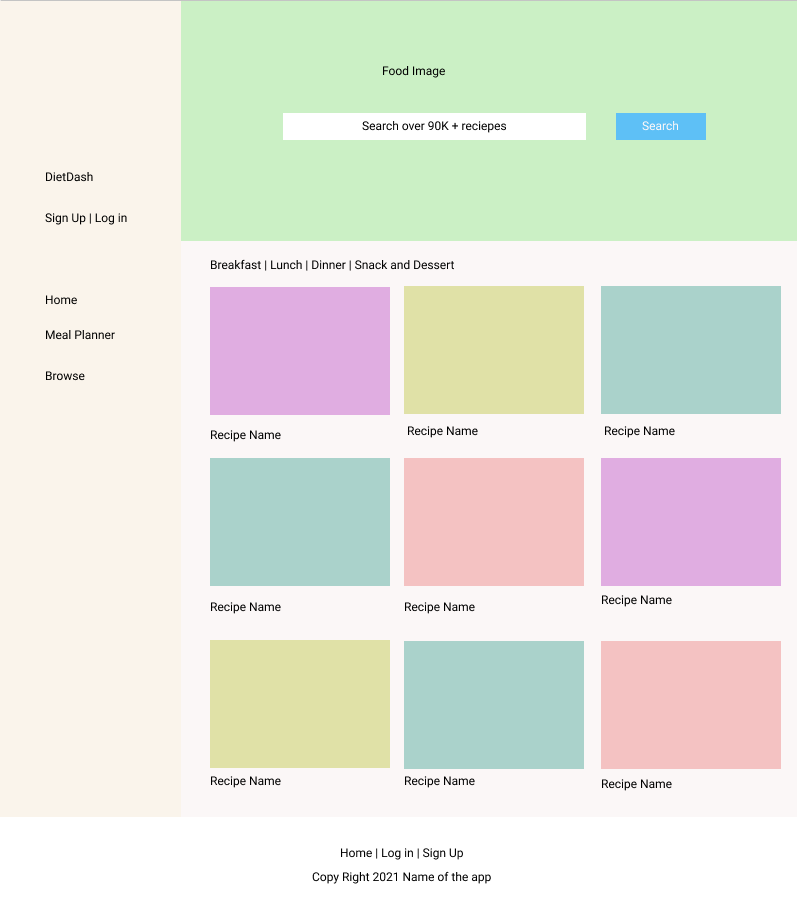 DietDash
Sign Up | Log in
Home
Meal Planner
Browse
Food Image
Search over 90K + reciepes
Search
Breakfast | Lunch | Dinner | Snack and Dessert
Recipe Name
Recipe Name
Recipe Name
Recipe Name
Recipe Name
Recipe Name
Recipe Name
Recipe Name
Recipe Name
Home | Log in | Sign Up
Copy Right 2021 Name of the app